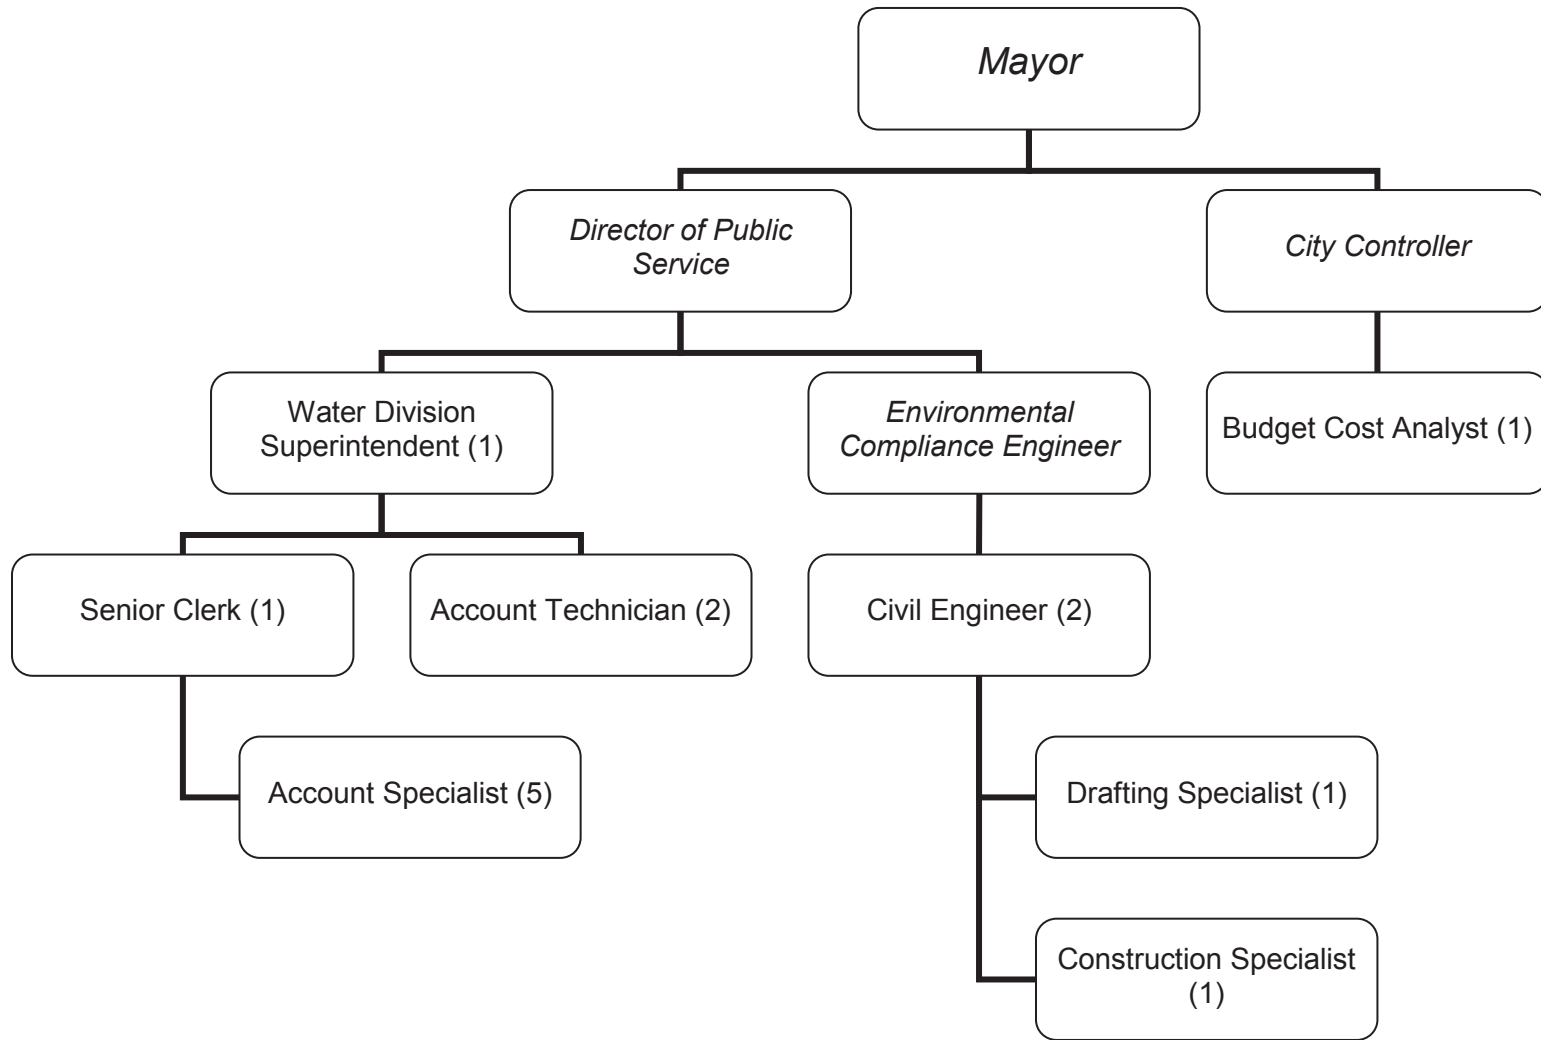 Mayor
Director of Public
Service
City Controller
Water Division
Superintendent (1)
Environmental
Compliance Engineer
Budget Cost Analyst (1)
Senior Clerk (1)
Account Technician (2)
Civil Engineer (2)
Account Specialist (5)
Drafting Specialist (1)
Construction Specialist
(1)